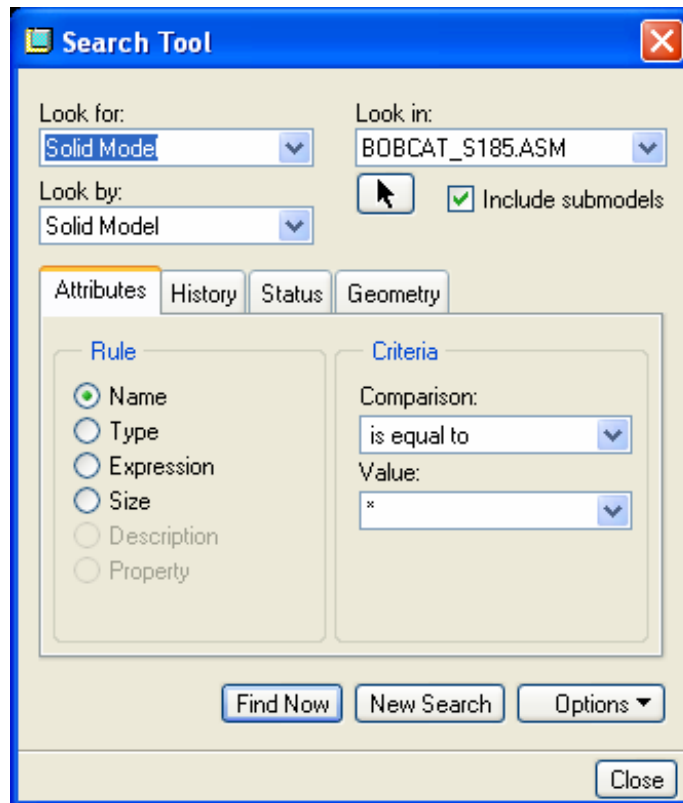 Search Tool
Look for: Look in:
Solid Model BOBCAT_S185.ASM
Look by: Include submodels
Solid Model
Attributes History Status Geometry
Rule Criteria
Name Comparison:
Type is equal to
Expression Value:
Size *
Description
Property
Find Now New Search Options
Close